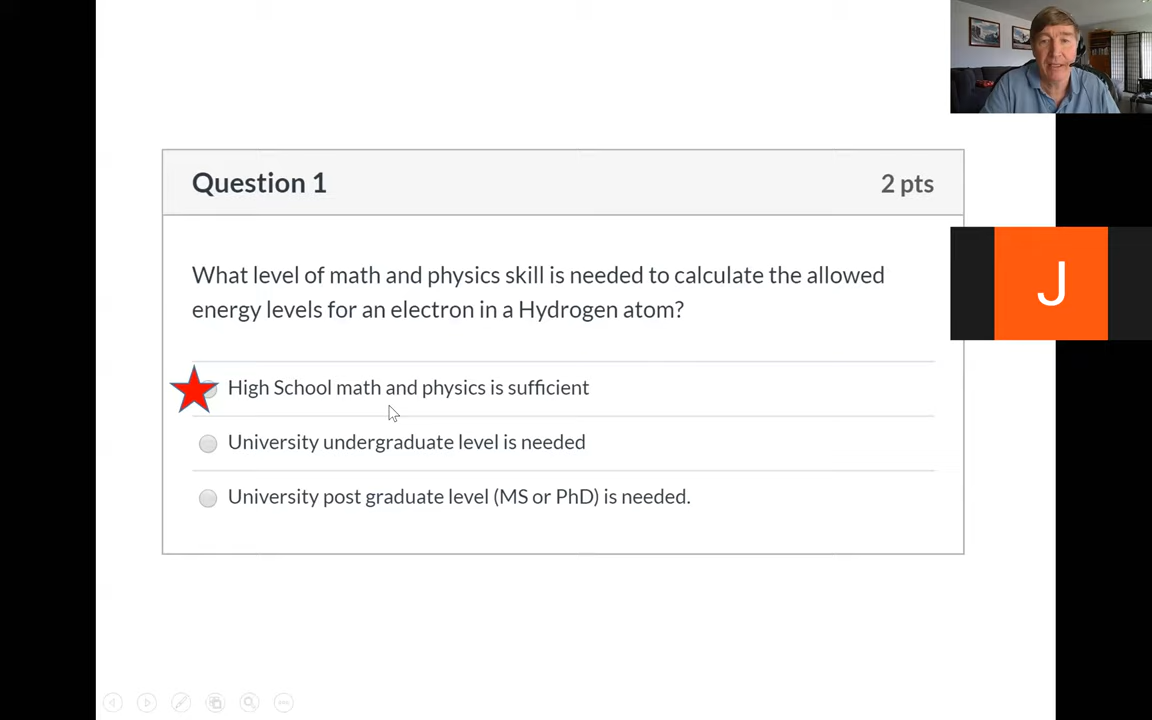 Question 1
2 pts
What level of math and physics skill is needed to calculate the allowed
energy levels for an electron in a Hydrogen atom?
High School math and physics is sufficient
University undergraduate level is needed
University post graduate level (MS or PhD) is needed.
J